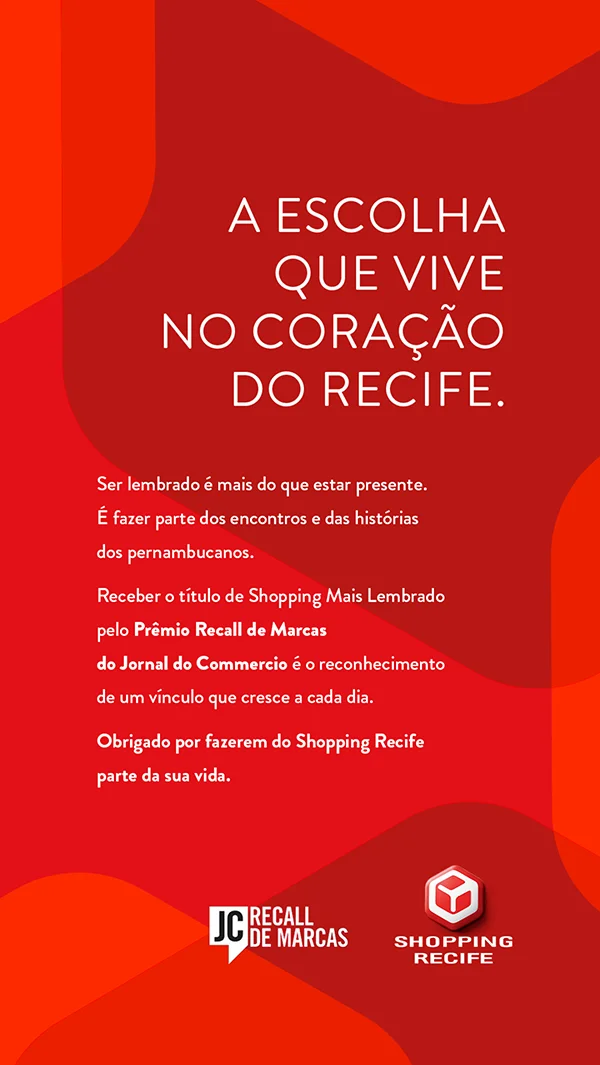 A ESCOLHA
QUE VIVE
NO CORAÇÃO
DO RECIFE.
Ser lembrado é mais do que estar presente.
É fazer parte dos encontros e das histórias
dos pernambucanos.
Receber o título de Shopping Mais Lembrado
pelo Prêmio Recall de Marcas
do Jornal do Commercio é o reconhecimento
de um vínculo que cresce a cada dia.
Obrigado por fazerem do Shopping Recife
parte da sua vida.
JC RECALL
DE MARCAS
SHOPPING
RECIFE